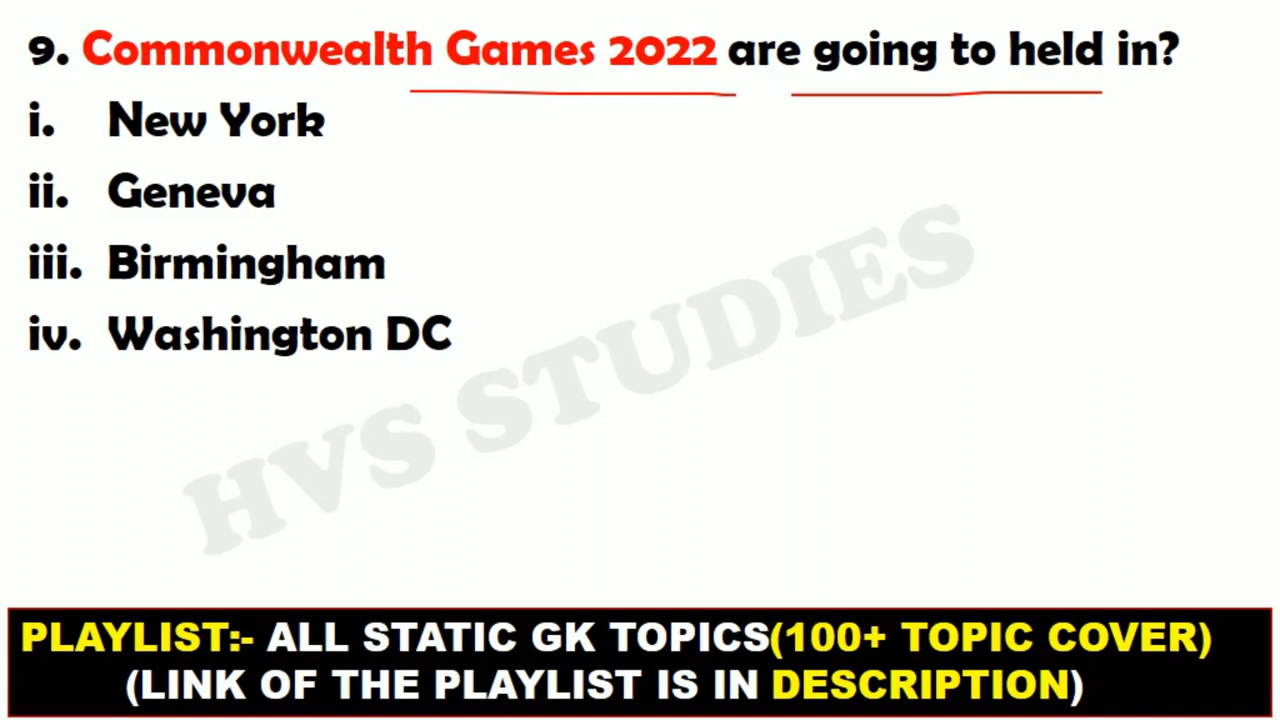 9. Commonwealth Games 2022 are going to held in?
i. New York
ii. Geneva
iii. Birmingham
iv. Washington DC
HVS STUDIES
PLAYLIST:- ALL STATIC GK TOPICS(100+ TOPIC COVER)
(LINK OF THE PLAYLIST IS IN DESCRIPTION)